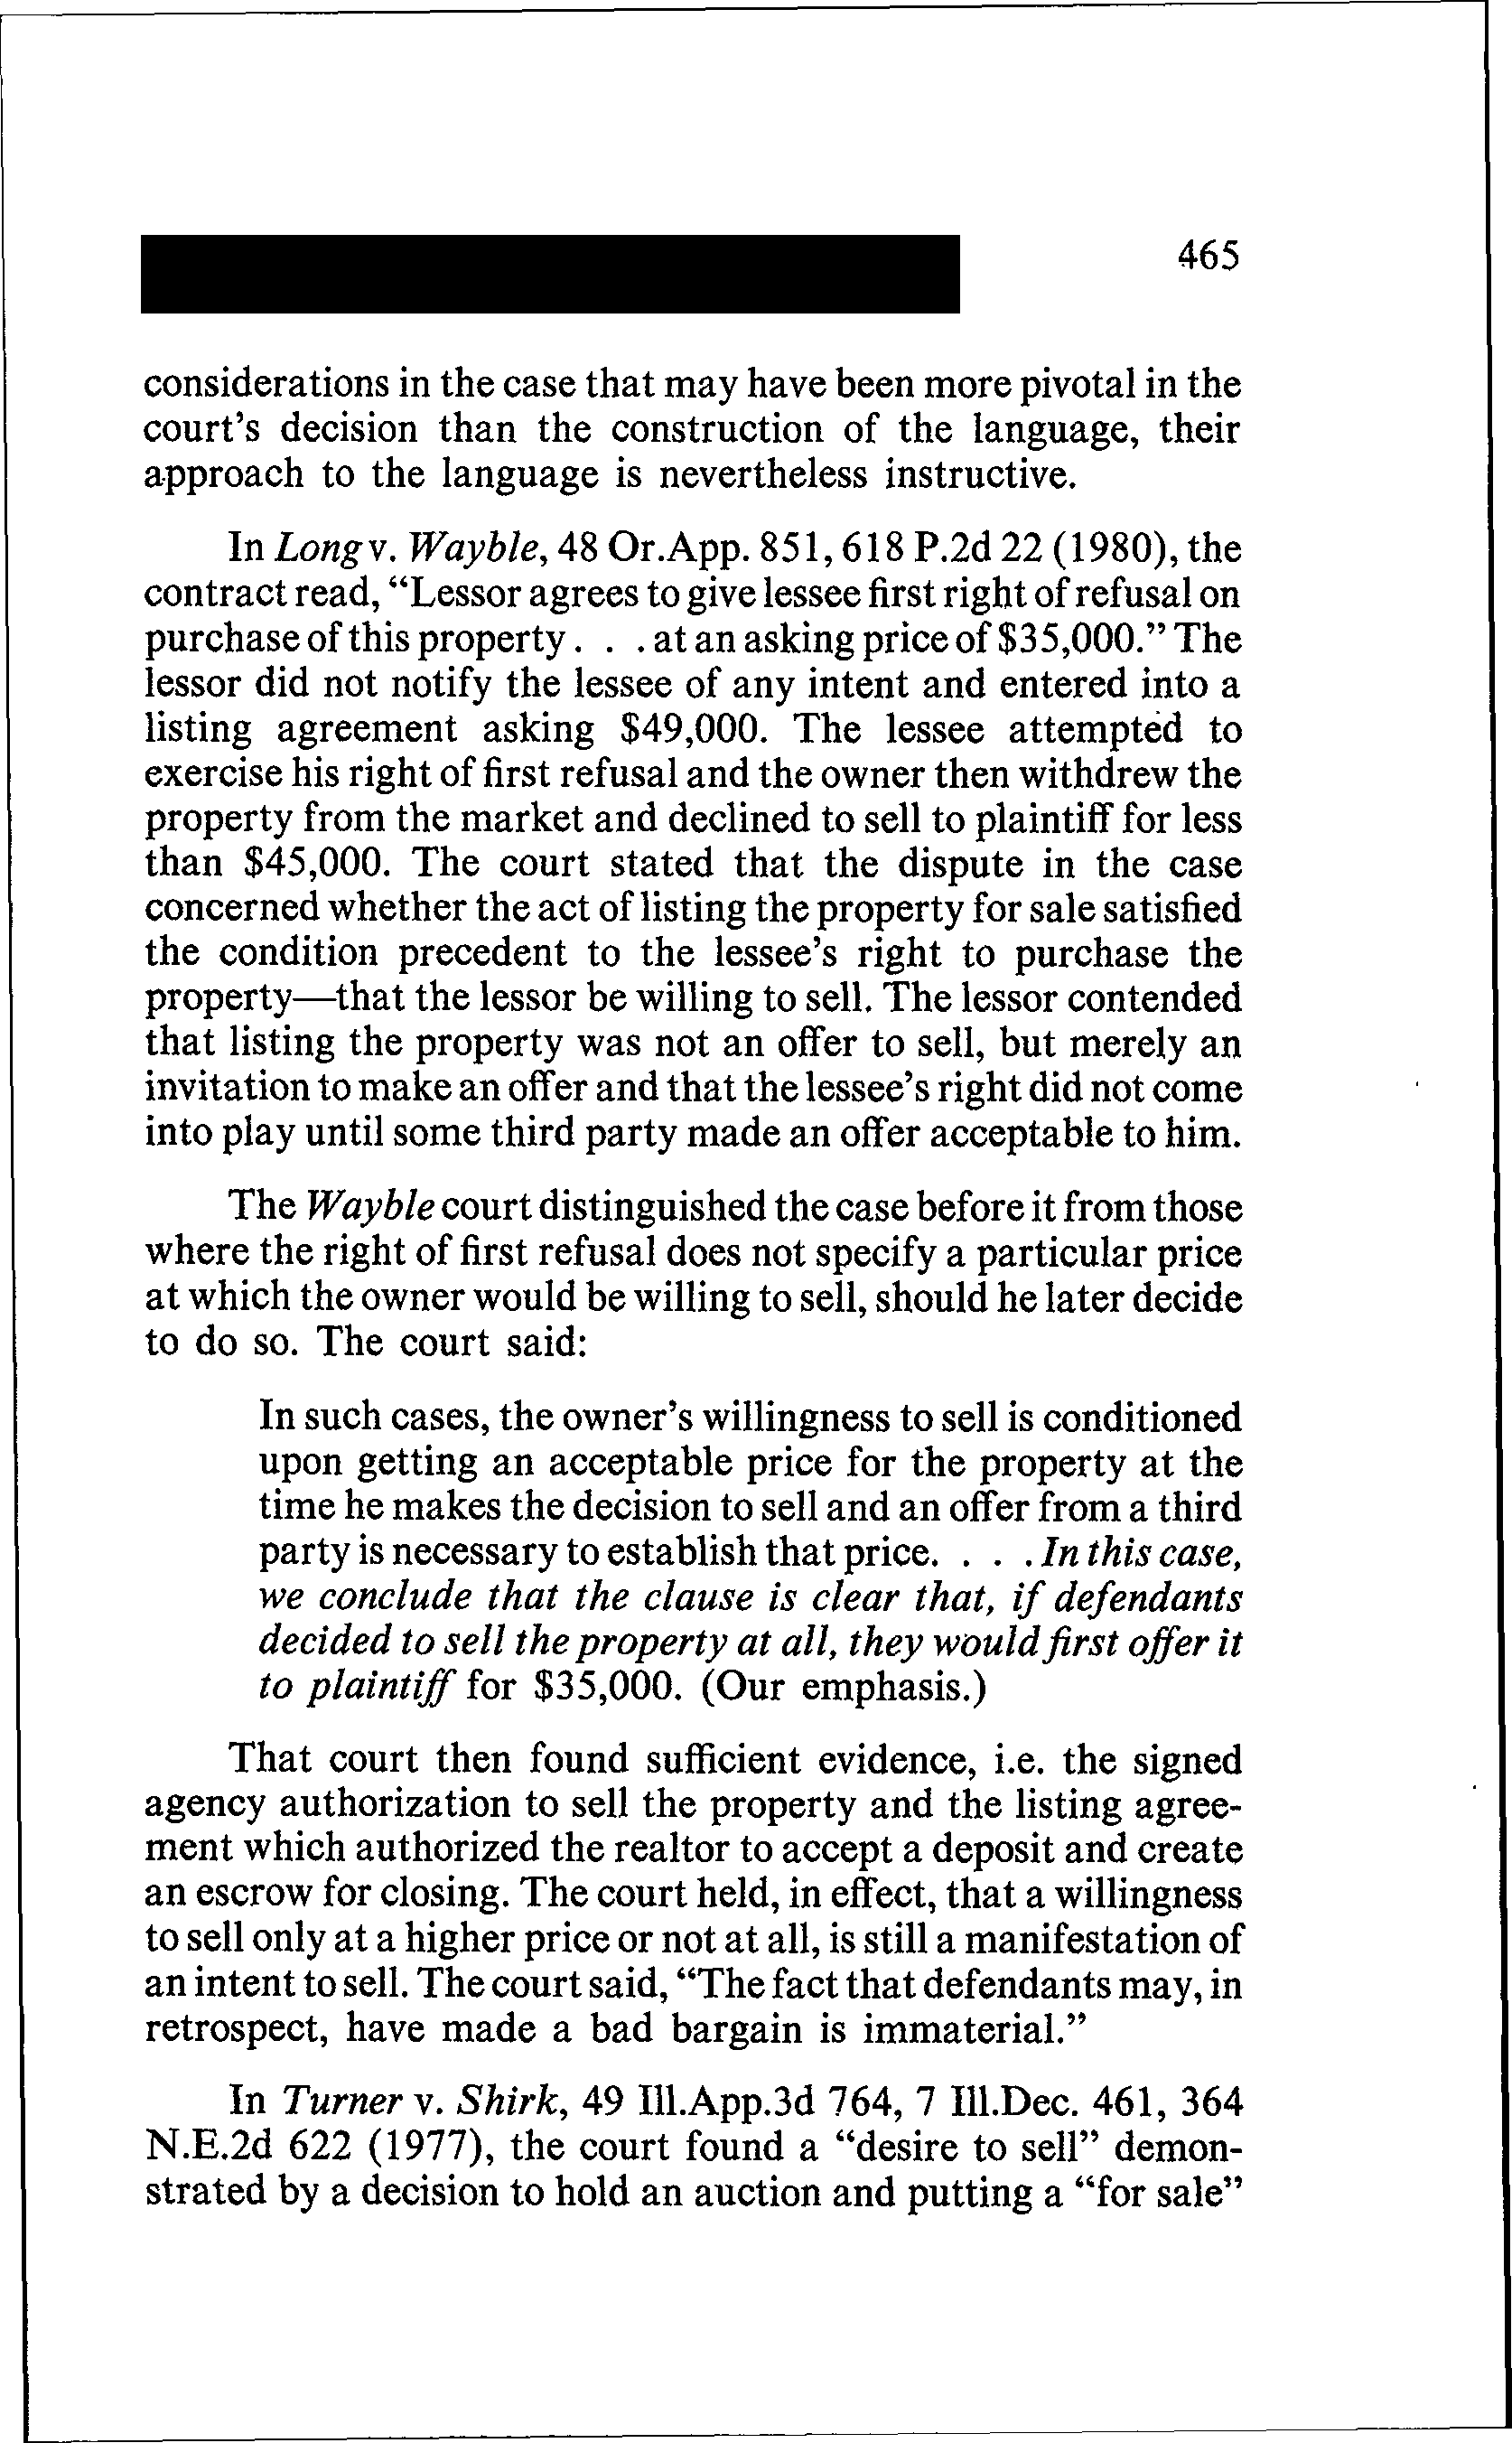 465
considerations in the case that may have been more pivotal in the
court's decision than the construction of the language, their
approach to the language is nevertheless instructive.
In Long v. Wayble, 48 Or.App. 851, 618 P.2d 22 (1980), the
contract read, “Lessor agrees to give lessee first right of refusal on
purchase of this property . . . at an asking price of $35,000.” The
lessor did not notify the lessee of any intent and entered into a
listing agreement asking $49,000. The lessee attempted to
exercise his right of first refusal and the owner then withdrew the
property from the market and declined to sell to plaintiff for less
than $45,000. The court stated that the dispute in the case
concerned whether the act of listing the property for sale satisfied
the condition precedent to the lessee's right to purchase the
property—that the lessor be willing to sell. The lessor contended
that listing the property was not an offer to sell, but merely an
invitation to make an offer and that the lessee's right did not come
into play until some third party made an offer acceptable to him.
The Wayble court distinguished the case before it from those
where the right of first refusal does not specify a particular price
at which the owner would be willing to sell, should he later decide
to do so. The court said:
In such cases, the owner's willingness to sell is conditioned
upon getting an acceptable price for the property at the
time he makes the decision to sell and an offer from a third
party is necessary to establish that price. . . . In this case,
we conclude that the clause is clear that, if defendants
decided to sell the property at all, they would first offer it
to plaintiff for $35,000. (Our emphasis.)
That court then found sufficient evidence, i.e. the signed
agency authorization to sell the property and the listing agree-
ment which authorized the realtor to accept a deposit and create
an escrow for closing. The court held, in effect, that a willingness
to sell only at a higher price or not at all, is still a manifestation of
an intent to sell. The court said, “The fact that defendants may, in
retrospect, have made a bad bargain is immaterial.”
In Turner v. Shirk, 49 Ill.App.3d 764, 7 Ill.Dec. 461, 364
N.E.2d 622 (1977), the court found a “desire to sell” demon-
strated by a decision to hold an auction and putting a “for sale”